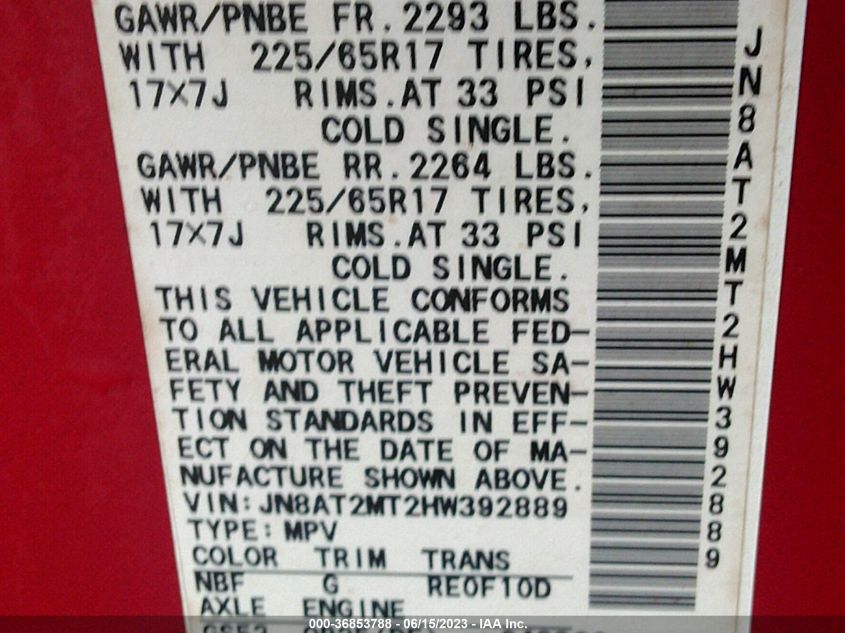 GAWR/PNBE FR.2293 LBS.
WITH 225/65R17 TIRES,
17X7J RIMS.AT 33 PSI
COLD SINGLE.
GAWR/PNBE RR.2264 LBS.
WITH 225/65R17 TIRES,
17X7J RIMS.AT 33 PSI
COLD SINGLE.
THIS VEHICLE CONFORMS
TO ALL APPLICABLE FED-
ERAL MOTOR VEHICLE SA-
FETY AND THEFT PREVEN-
TION STANDARDS IN EFF-
ECT ON THE DATE OF MA-
NUFACTURE SHOWN ABOVE.
VIN:JN8AT2MT2HW392889
TYPE:MPV
COLOR TRIM TRANS
NBF G RE0F10D
AXLE ENGINE
JN8AT2MT2HW392889
000-36853788 - 06/15/2023 - IAA Inc.